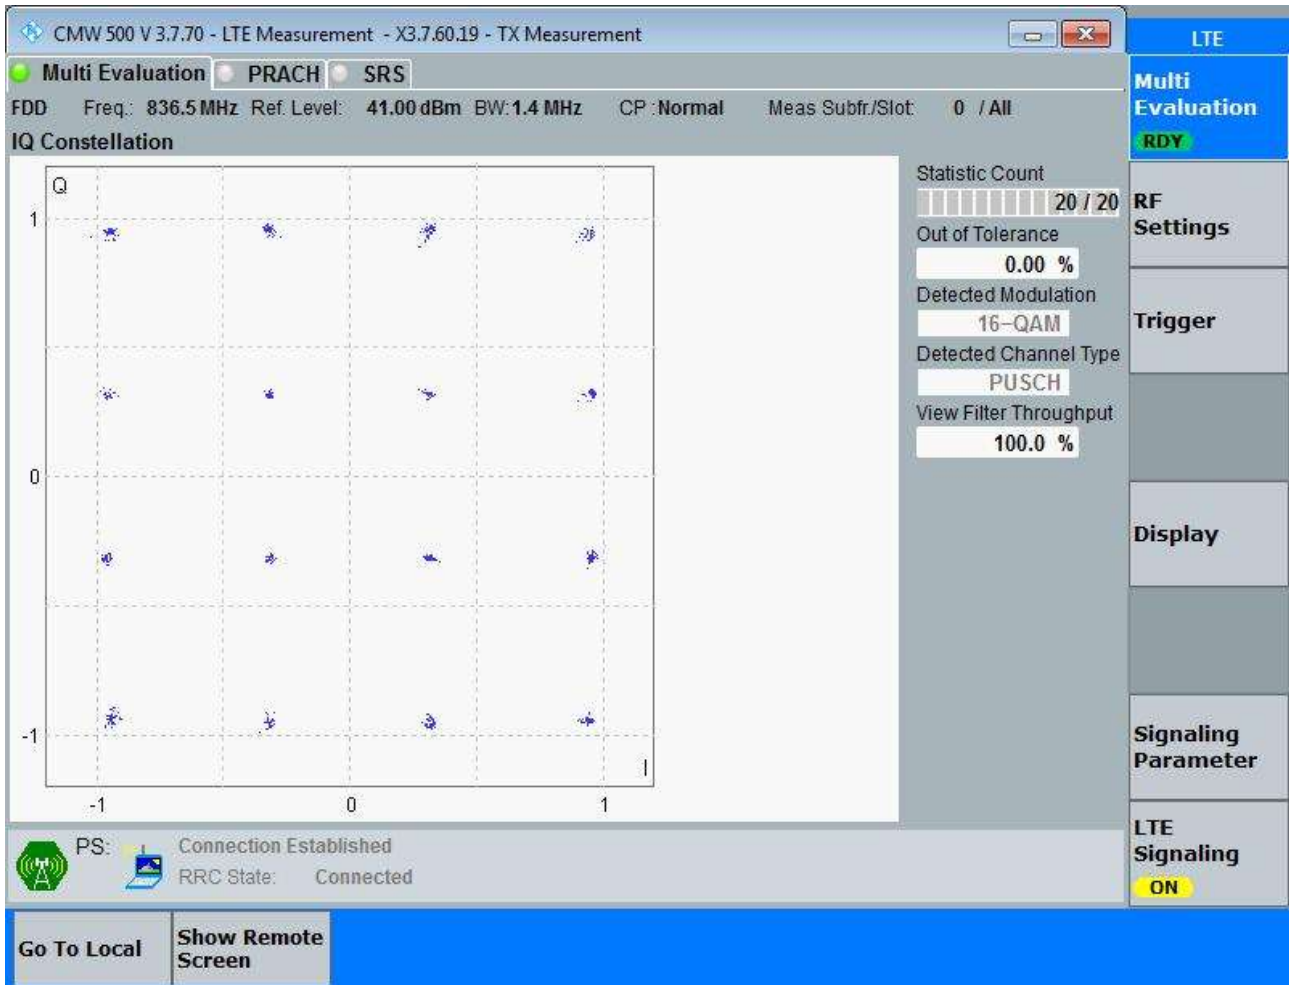 CMW 500 V 3.7.70 - LTE Measurement - X3.7.60.19 - TX Measurement
LTE
Multi Evaluation PRACH SRS
FDD Freq.: 836.5 MHz Ref. Level: 41.00 dBm BW: 1.4 MHz CP : Normal Meas Subfr./Slot: 0 / All
IQ Constellation
Q
1
0
-1
I
-1 0 1
Statistic Count
20 / 20
Out of Tolerance
0.00 %
Detected Modulation
16-QAM
Detected Channel Type
PUSCH
View Filter Throughput
100.0 %
Multi
Evaluation
RDY
RF
Settings
Trigger
Display
Signaling
Parameter
LTE
Signaling
ON
PS: Connection Established
RRC State: Connected
Go To Local
Show Remote
Screen